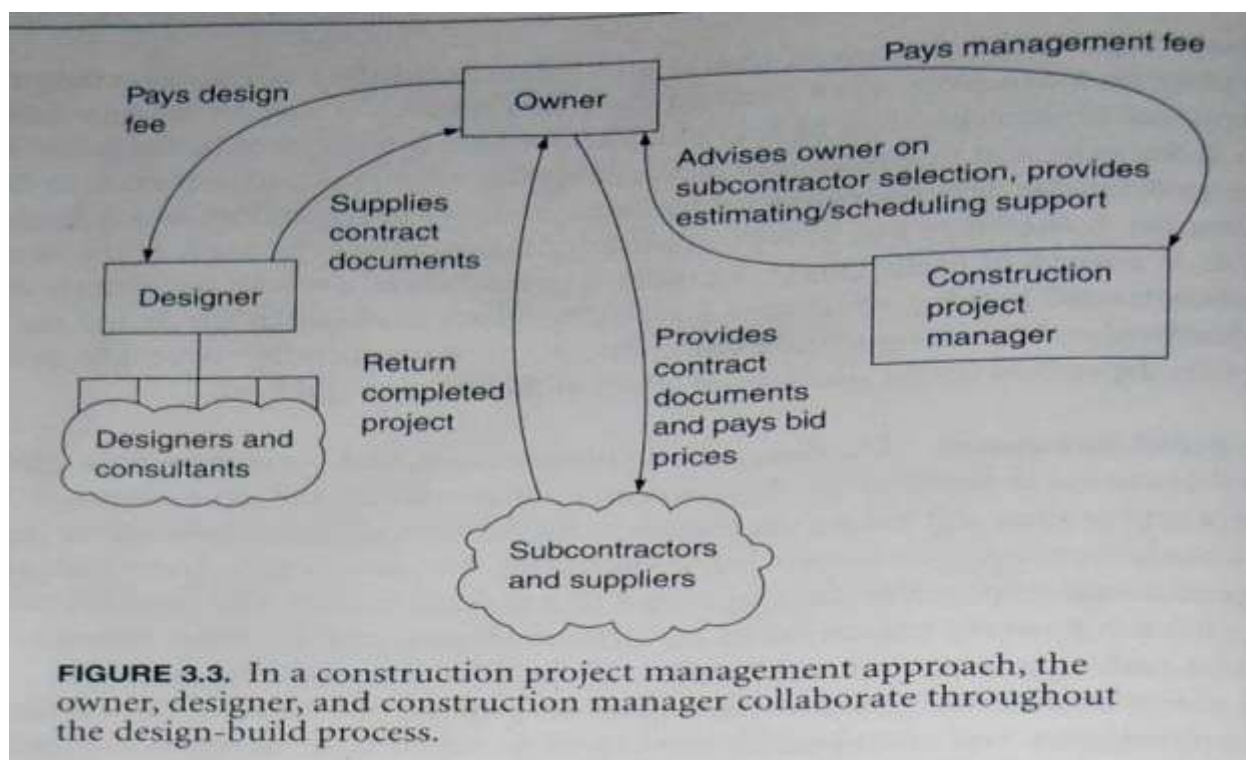 Pays management fee
Owner
Pays design
fee
Advises owner on
subcontractor selection, provides
estimating/scheduling support
Supplies
contract
documents
Designer
Construction
project
manager
Return
completed
project
Provides
contract
documents
and pays bid
prices
Designers and
consultants
Subcontractors
and suppliers
FIGURE 3.3. In a construction project management approach, the
owner, designer, and construction manager collaborate throughout
the design-build process.